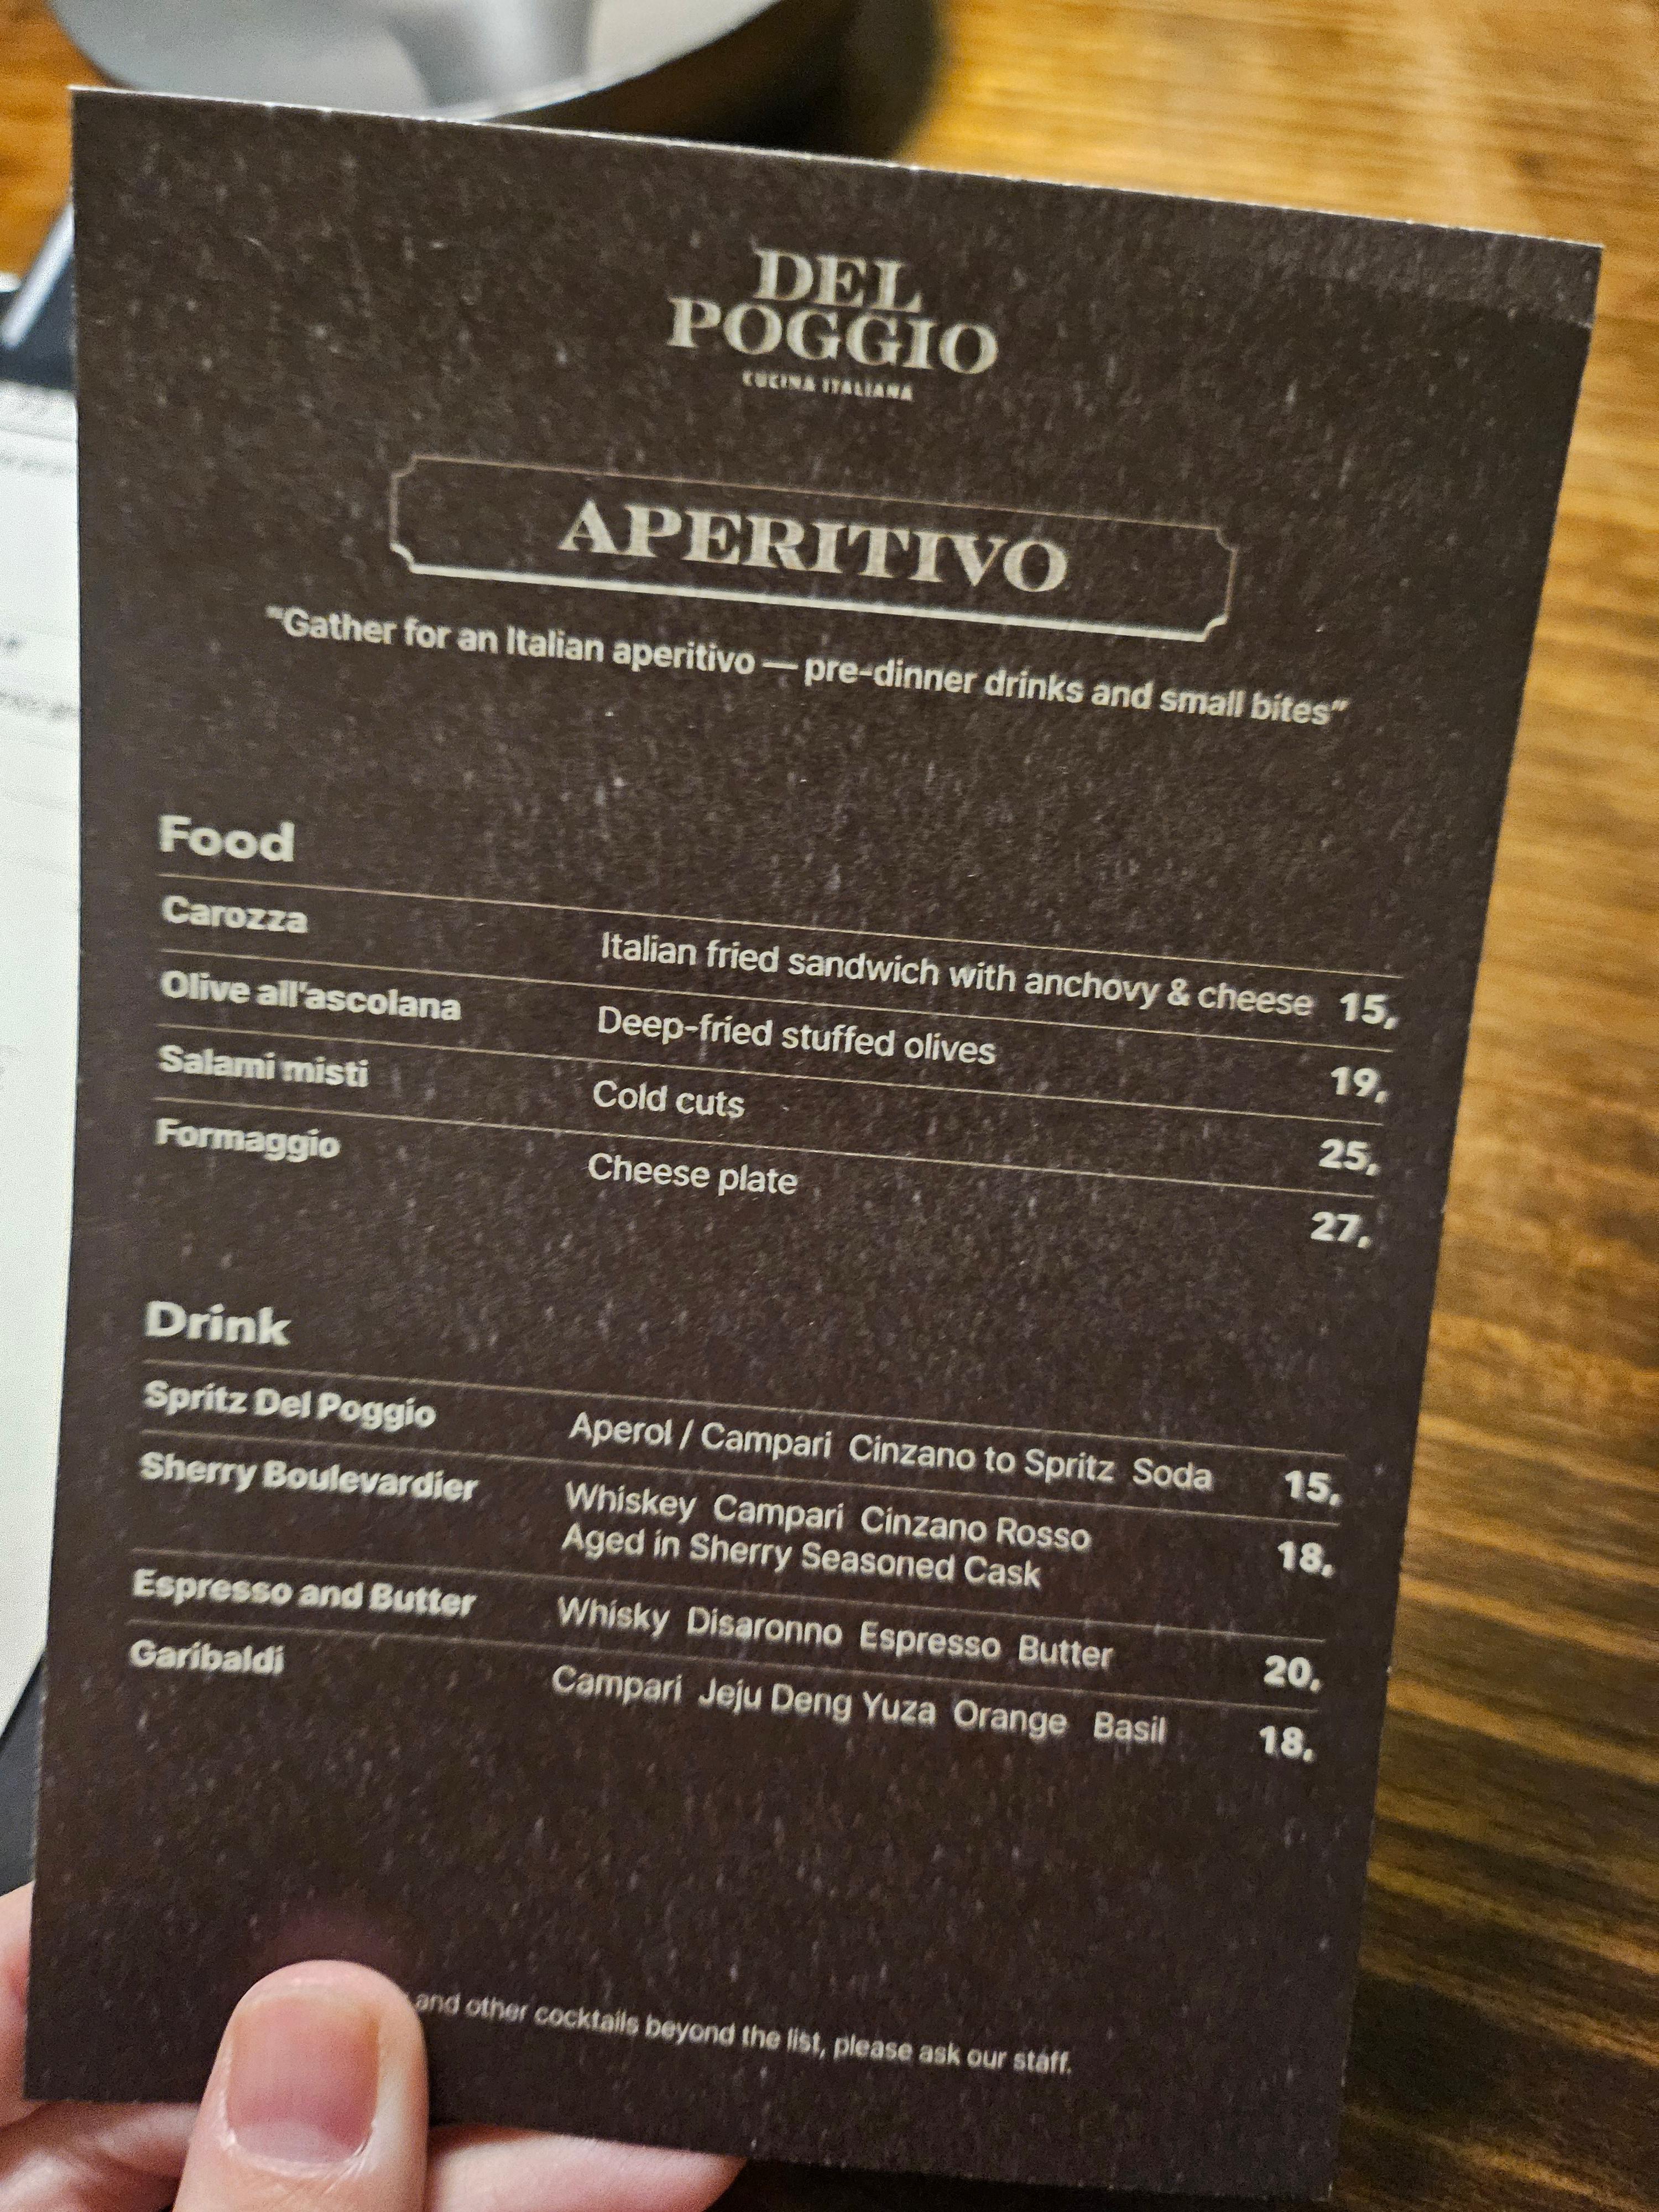 DEL
POGGIO
CUCINA ITALIANA
APERITIVO
"Gather for an Italian aperitivo — pre-dinner drinks and small bites"
Food
Carozza Italian fried sandwich with anchovy & cheese 15,
Olive all'ascolana Deep-fried stuffed olives 19,
Salami misti Cold cuts 25,
Formaggio Cheese plate 27,
Drink
Spritz Del Poggio Aperol / Campari Cinzano to Spritz Soda 15,
Sherry Boulevardier Whiskey Campari Cinzano Rosso 18,
Aged in Sherry Seasoned Cask
Espresso and Butter Whisky Disaronno Espresso Butter 20,
Garibaldi Campari Jeju Deng Yuza Orange Basil 18,
and other cocktails beyond the list, please ask our staff.